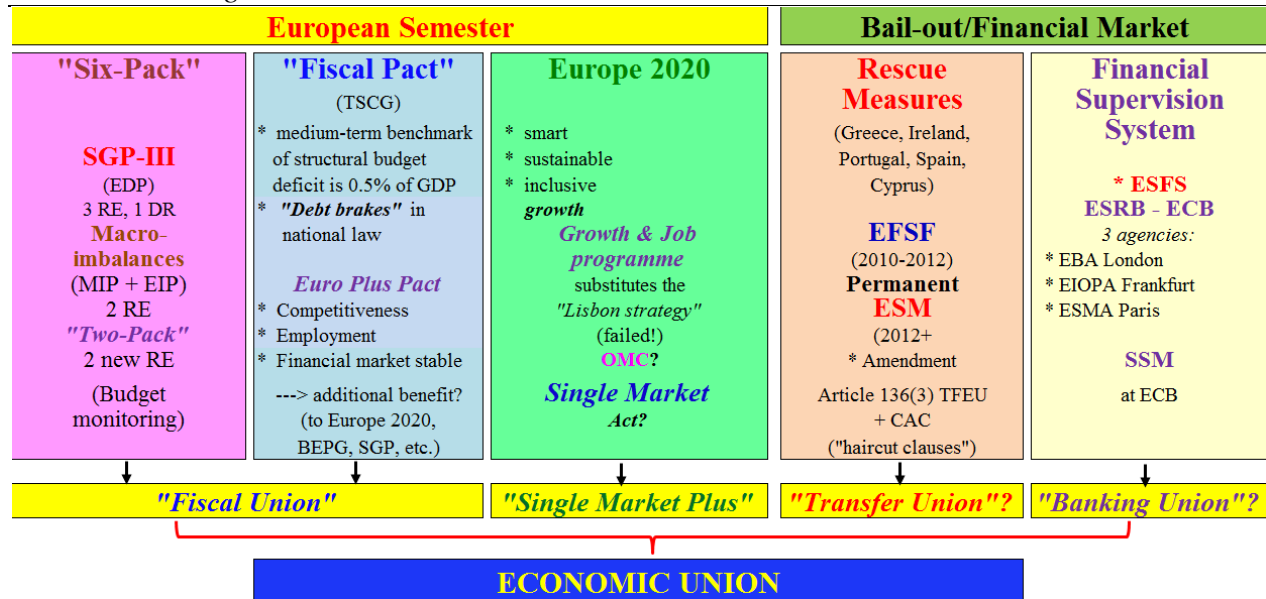 European Semester
Bail-out/Financial Market
"Six-Pack"
SGP-III
(EDP)
3 RE, 1 DR
Macro-
imbalances
(MIP + EIP)
2 RE
"Two-Pack"
2 new RE
(Budget
monitoring)
"Fiscal Pact"
(TSCG)
* medium-term benchmark
of structural budget
deficit is 0.5% of GDP
* "Debt brakes" in
national law
Euro Plus Pact
* Competitiveness
* Employment
* Financial market stable
---> additional benefit?
(to Europe 2020,
BEPG, SGP, etc.)
Europe 2020
* smart
* sustainable
* inclusive
growth
Growth & Job
programme
substitutes the
"Lisbon strategy"
(failed!)
OMC?
Single Market
Act?
Rescue
Measures
(Greece, Ireland,
Portugal, Spain,
Cyprus)
EFSF
(2010-2012)
Permanent
ESM
(2012+
* Amendment
Article 136(3) TFEU
+ CAC
("haircut clauses")
Financial
Supervision
System
* ESFS
ESRB - ECB
3 agencies:
* EBA London
* EIOPA Frankfurt
* ESMA Paris
SSM
at ECB
"Fiscal Union"
"Single Market Plus"
"Transfer Union"?
"Banking Union"?
ECONOMIC UNION